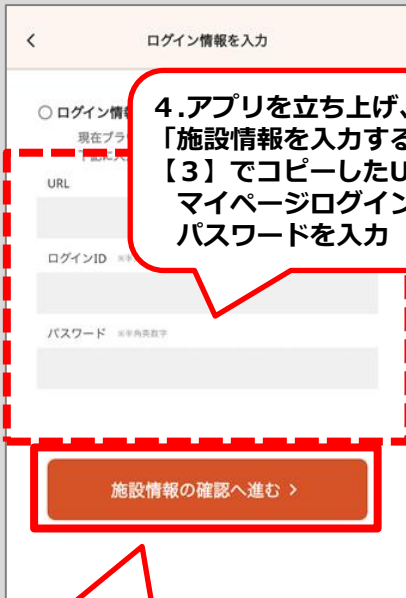 ログイン情報を入力
ログイン情
4.アプリを立ち上げ、
「施設情報を入力する
【3】でコピーしたU
マイページログイン
パスワードを入力
現在ブラ
URL
ログインID ※半
パスワード ※半角英数字
施設情報の確認へ進む >